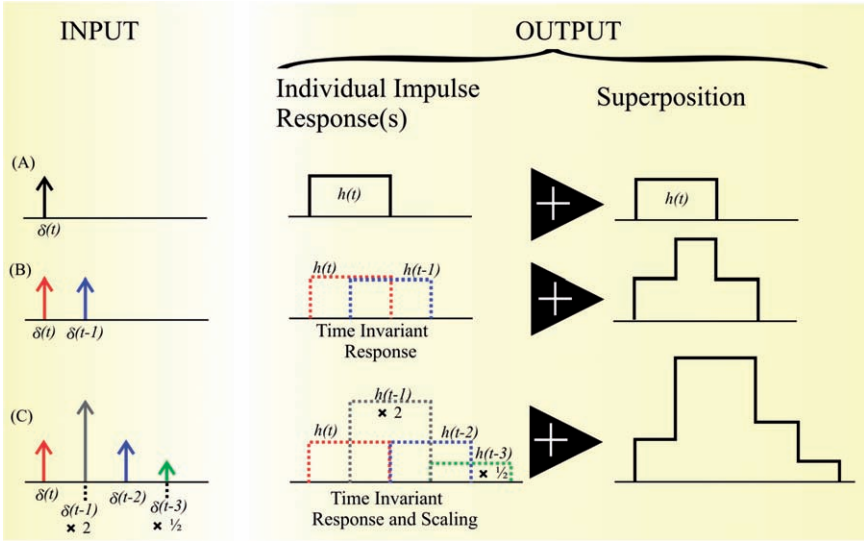 INPUT
OUTPUT
Individual Impulse
Response(s)
Superposition
(A)
δ(t)
h(t)
+
h(t)
(B)
δ(t)
δ(t-1)
h(t)
h(t-1)
Time Invariant
Response
+
(C)
δ(t)
δ(t-1)
× 2
δ(t-2)
δ(t-3)
× ½
h(t)
h(t-1)
× 2
h(t-2)
h(t-3)
× ½
Time Invariant
Response and Scaling
+